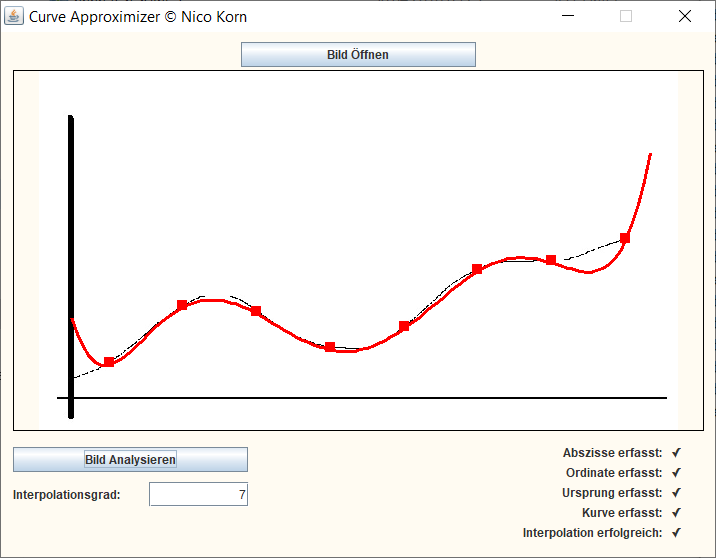 Curve Approximizer © Nico Korn
Bild Öffnen
Bild Analysieren
Interpolationsgrad: 7
Abszisse erfasst: ✔
Ordinate erfasst: ✔
Ursprung erfasst: ✔
Kurve erfasst: ✔
Interpolation erfolgreich: ✔